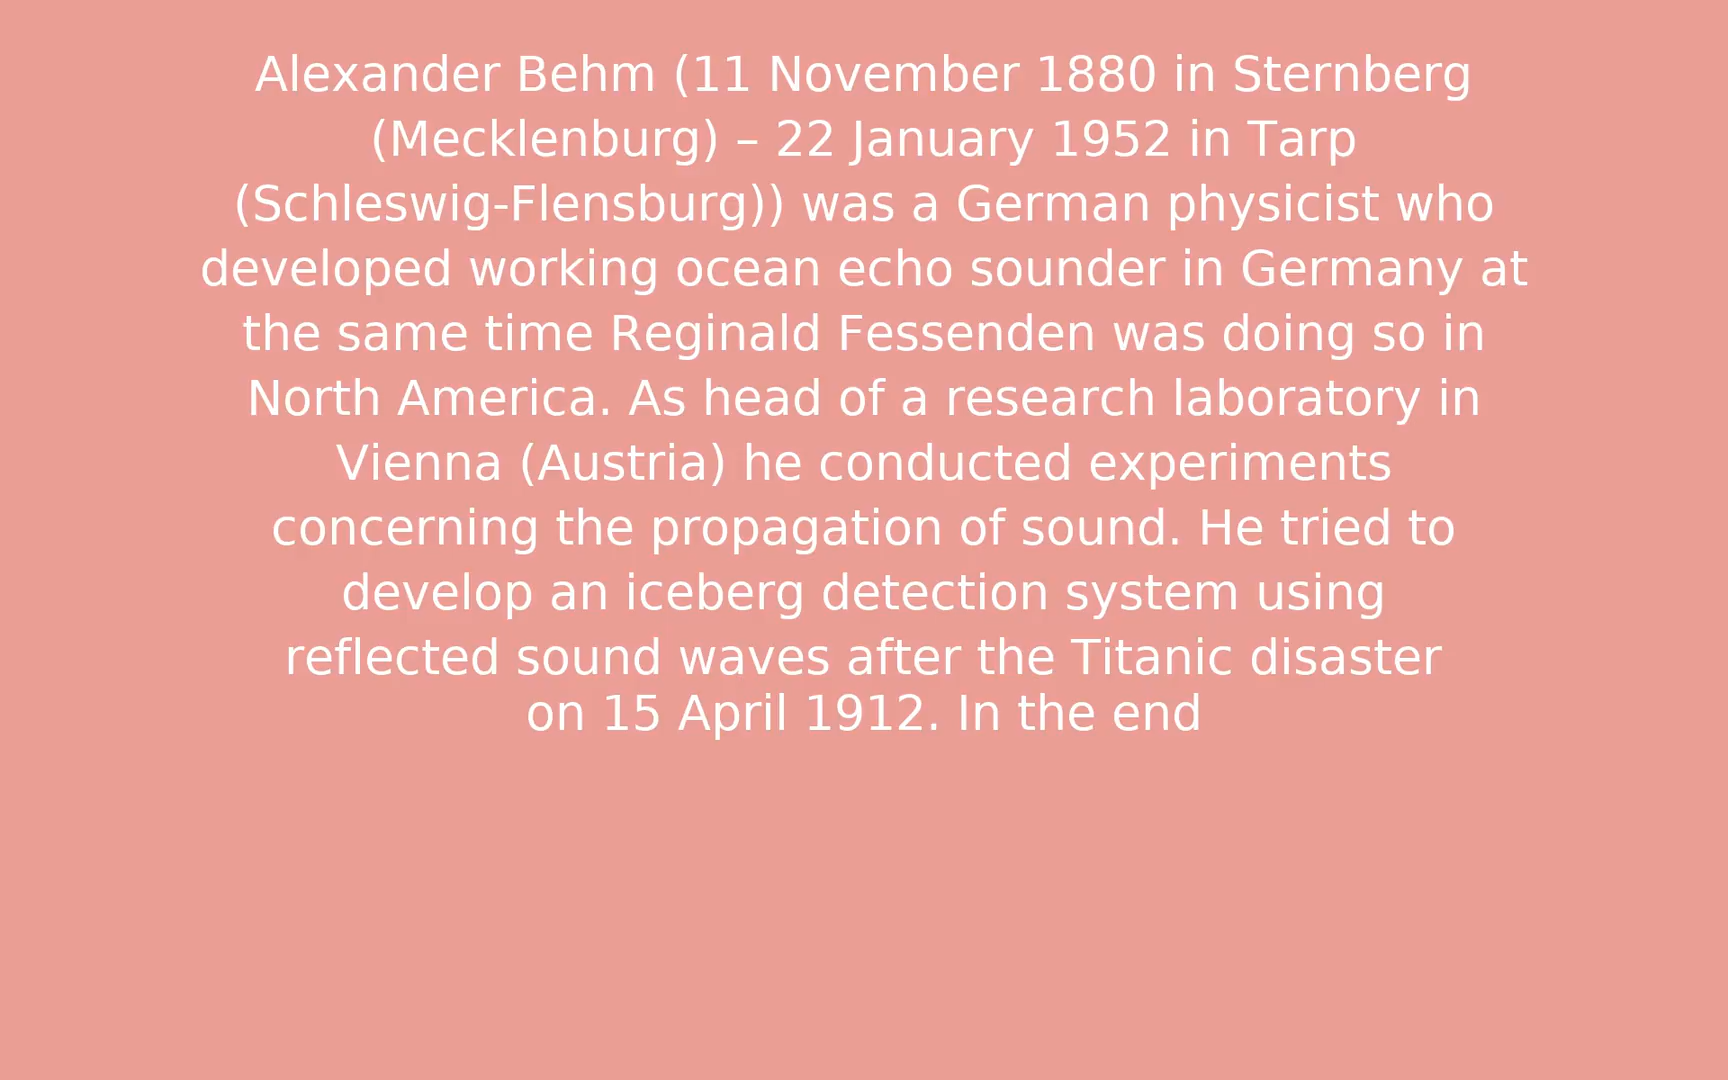 Alexander Behm (11 November 1880 in Sternberg
(Mecklenburg) – 22 January 1952 in Tarp
(Schleswig-Flensburg)) was a German physicist who
developed working ocean echo sounder in Germany at
the same time Reginald Fessenden was doing so in
North America. As head of a research laboratory in
Vienna (Austria) he conducted experiments
concerning the propagation of sound. He tried to
develop an iceberg detection system using
reflected sound waves after the Titanic disaster
on 15 April 1912. In the end